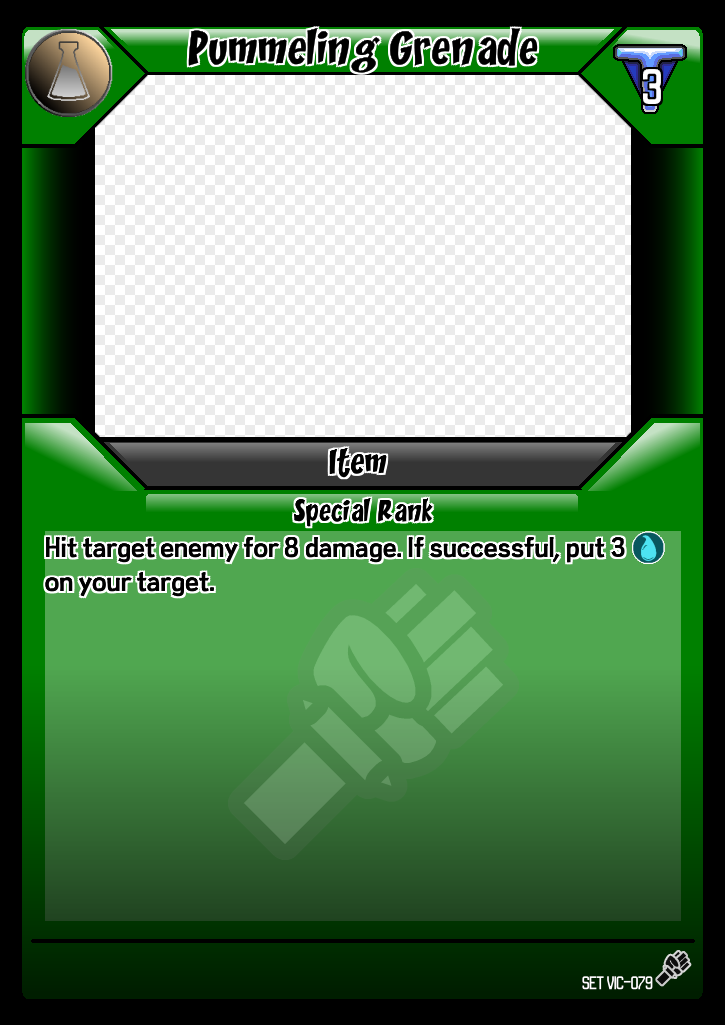 Pummeling Grenade
3
Item
Special Rank
Hit target enemy for 8 damage. If successful, put 3
on your target.
SET VIC-079